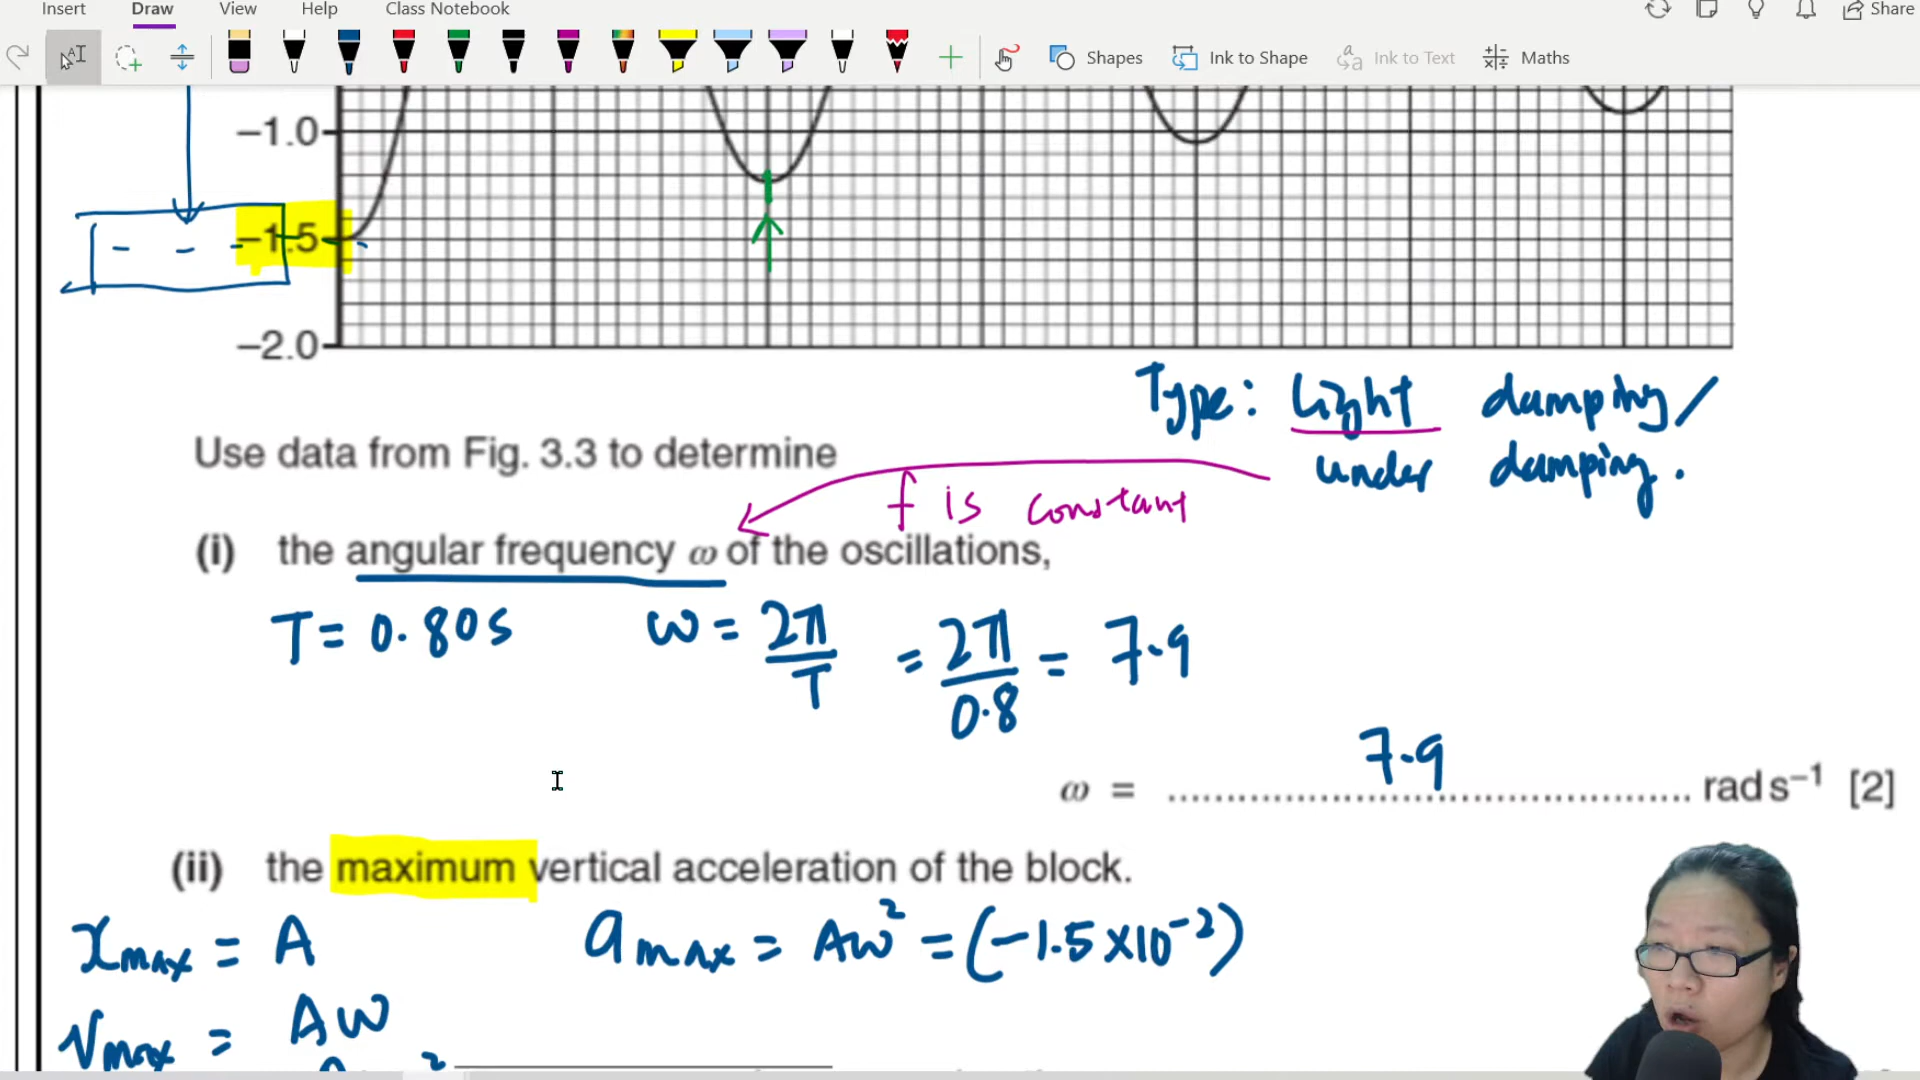 Insert Draw View Help Class Notebook Share
Shapes Ink to Shape Ink to Text Maths
-1.0
-1.5
-2.0
Type: light damping/
under damping.
Use data from Fig. 3.3 to determine
f is constant
(i) the angular frequency ω of the oscillations,
T = 0.80s ω = 2π/T = 2π/0.8 = 7.9
7.9
ω = ........................................ rad s⁻¹ [2]
(ii) the maximum vertical acceleration of the block.
xmax = A amax = Aω² = (-1.5×10⁻²)
Vmax = Aω